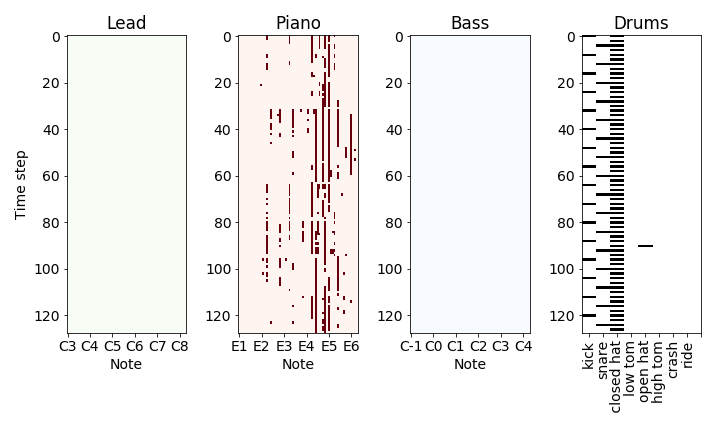 Lead
Piano
Bass
Drums
Time step
0
20
40
60
80
100
120
0
20
40
60
80
100
120
0
20
40
60
80
100
120
0
20
40
60
80
100
120
C3 C4 C5 C6 C7 C8
E1 E2 E3 E4 E5 E6
C-1 C0 C1 C2 C3 C4
kick
snare
closed hat
low tom
open hat
high tom
crash
ride
Note
Note
Note